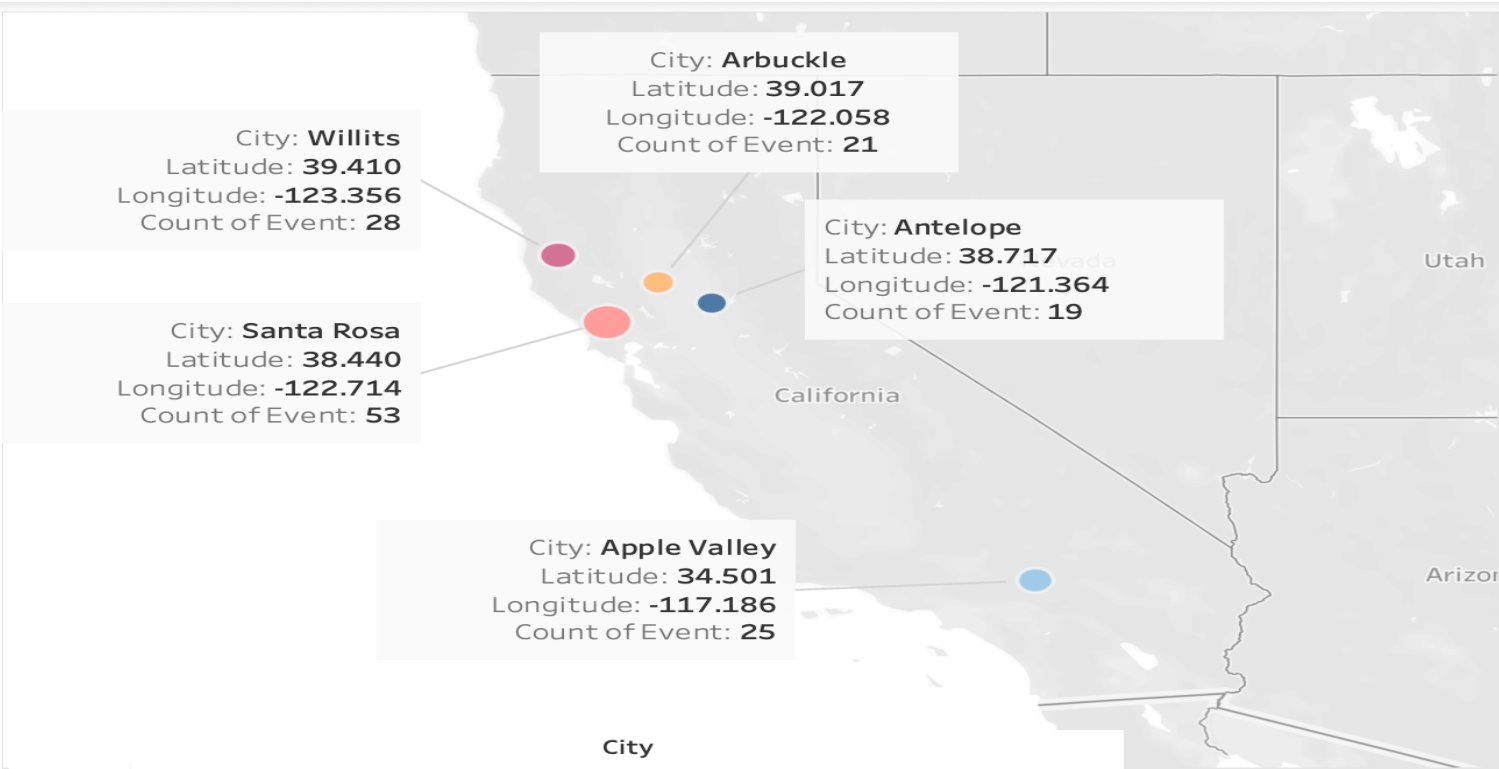 City: Arbuckle
Latitude: 39.017
Longitude: -122.058
Count of Event: 21
City: Willits
Latitude: 39.410
Longitude: -123.356
Count of Event: 28
City: Antelope
Latitude: 38.717
Longitude: -121.364
Count of Event: 19
Nevada
Utah
City: Santa Rosa
Latitude: 38.440
Longitude: -122.714
Count of Event: 53
California
City: Apple Valley
Latitude: 34.501
Longitude: -117.186
Count of Event: 25
Arizon
City